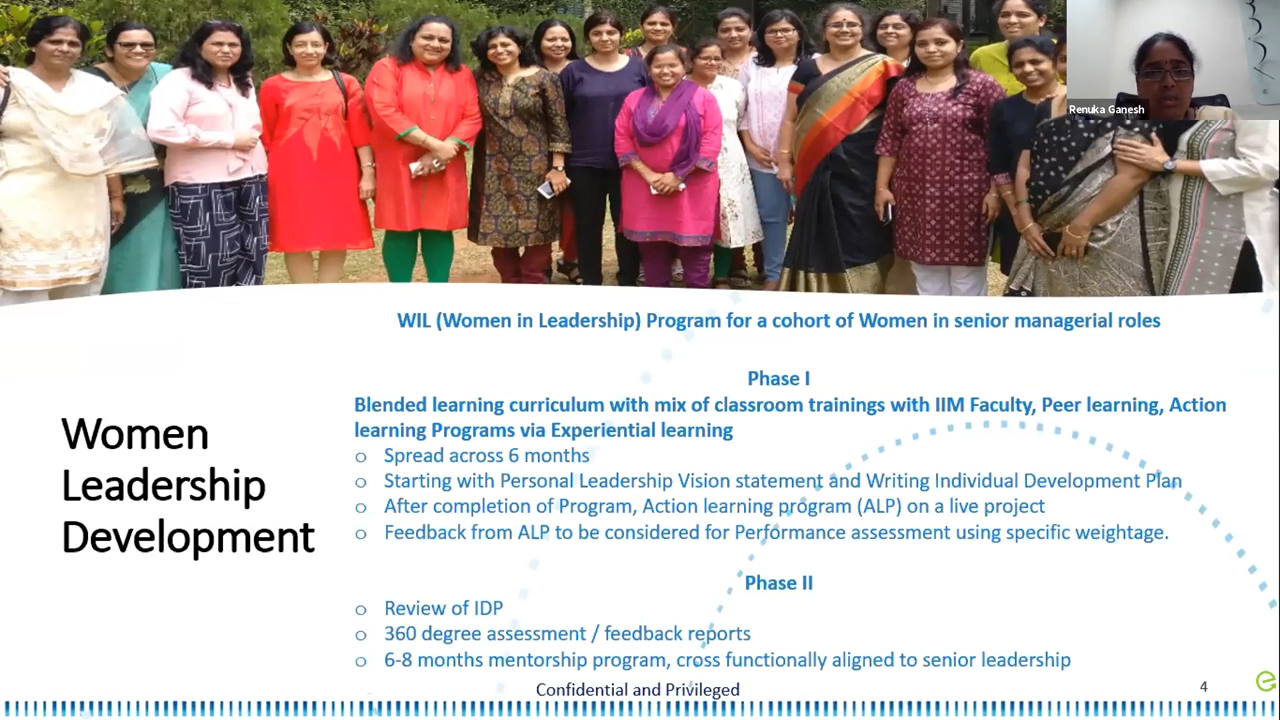 Renuka Ganesh
WIL (Women in Leadership) Program for a cohort of Women in senior managerial roles
Phase I
Blended learning curriculum with mix of classroom trainings with IIM Faculty, Peer learning, Action
learning Programs via Experiential learning
o Spread across 6 months
o Starting with Personal Leadership Vision statement and Writing Individual Development Plan
o After completion of Program, Action learning program (ALP) on a live project
o Feedback from ALP to be considered for Performance assessment using specific weightage.
Women
Leadership
Development
Phase II
o Review of IDP
o 360 degree assessment / feedback reports
o 6-8 months mentorship program, cross functionally aligned to senior leadership
Confidential and Privileged
4